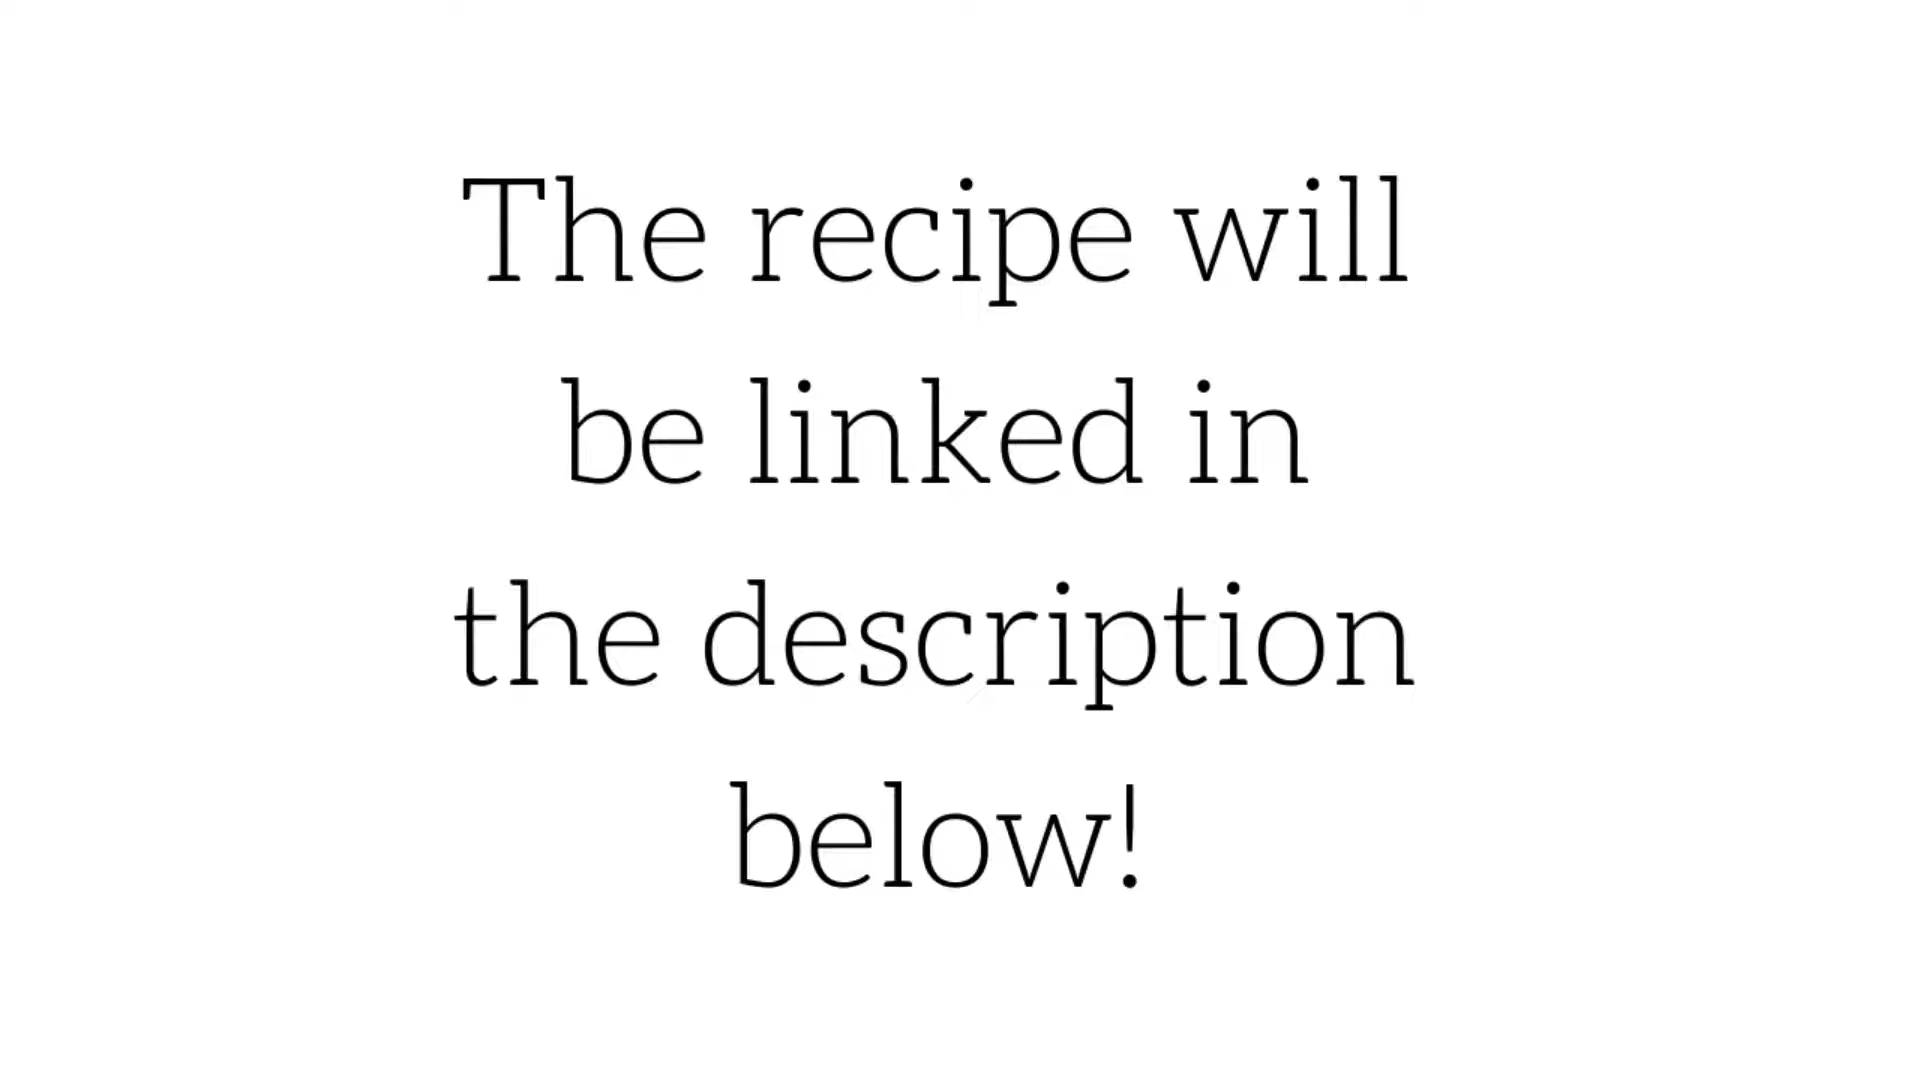 The recipe will
be linked in
the description
below!